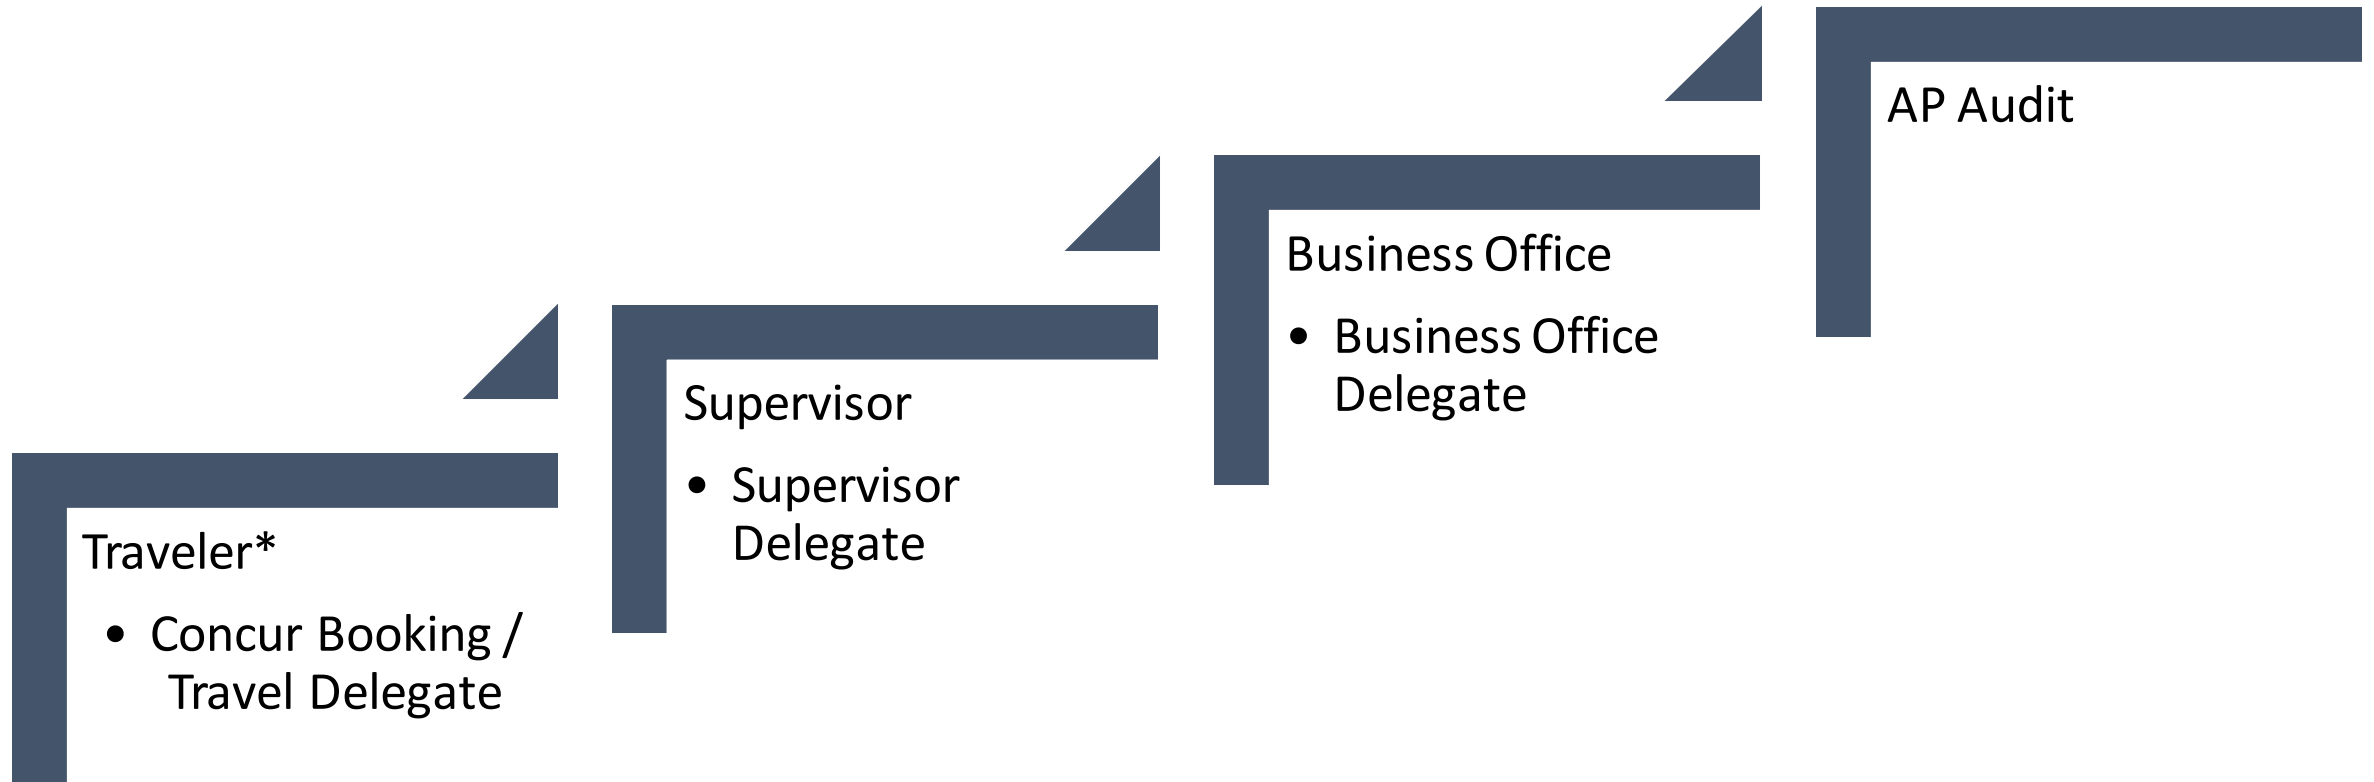 Traveler*
• Concur Booking /
Travel Delegate
Supervisor
• Supervisor
Delegate
Business Office
• Business Office
Delegate
AP Audit